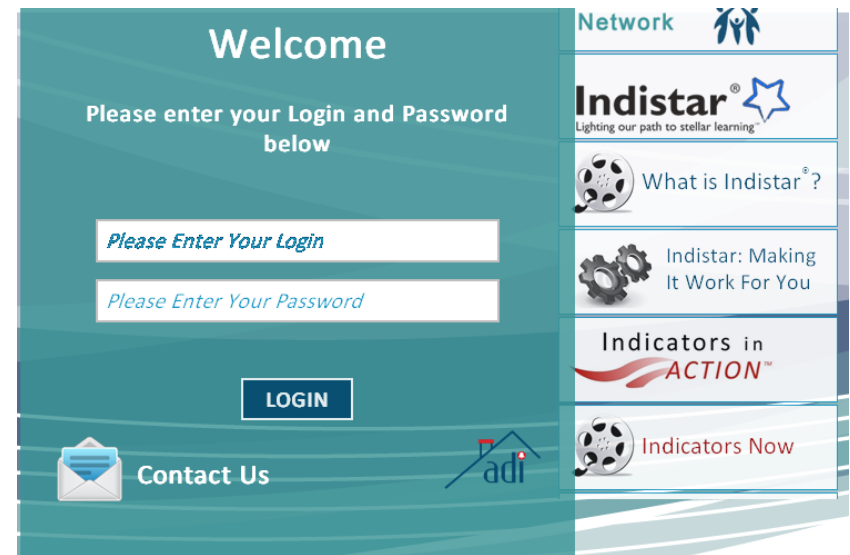 Welcome
Please enter your Login and Password
below
Please Enter Your Login
Please Enter Your Password
LOGIN
Contact Us
adi
Network
Indistar®
Lighting our path to stellar learning™
What is Indistar®?
Indistar: Making
It Work For You
Indicators in
ACTION™
Indicators Now